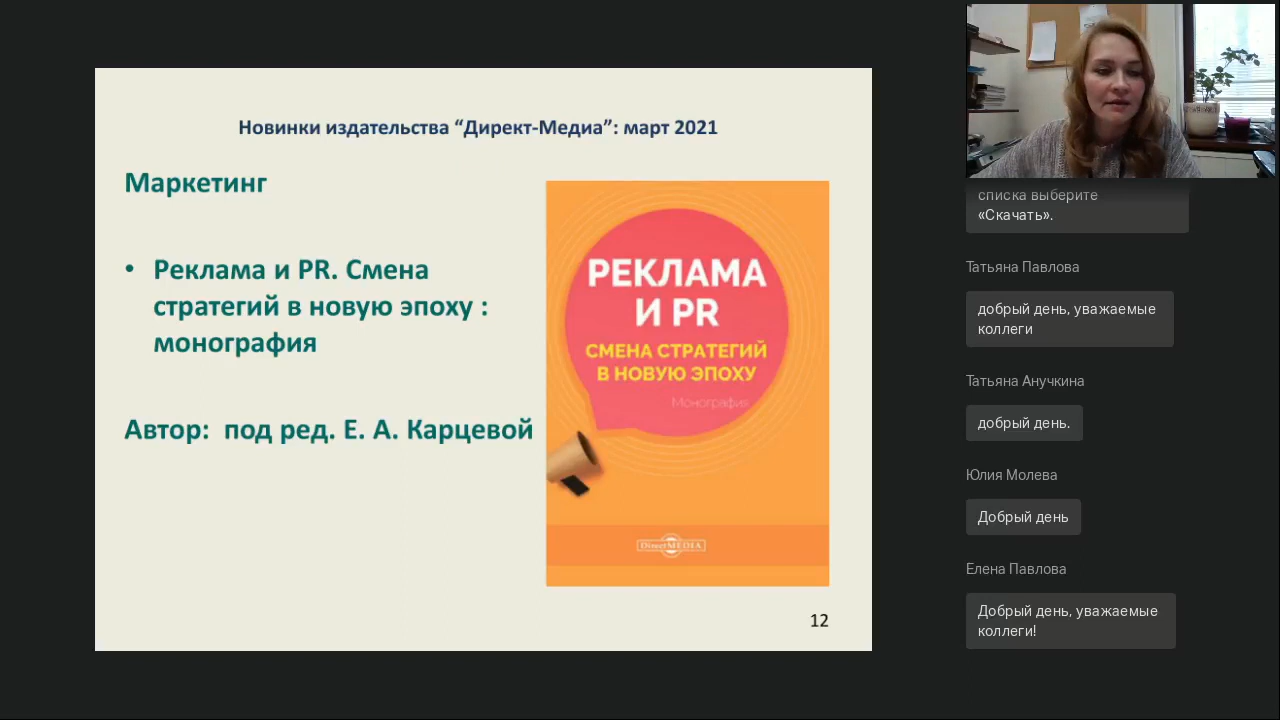 Новинки издательства “Директ-Медиа”: март 2021
Маркетинг
• Реклама и PR. Смена
стратегий в новую эпоху :
монография
Автор: под ред. Е. А. Карцевой
РЕКЛАМА
И PR
СМЕНА СТРАТЕГИЙ
В НОВУЮ ЭПОХУ
Монография
DirectMEDIA
12
списка выберите
«Скачать».
Татьяна Павлова
добрый день, уважаемые
коллеги
Татьяна Анучкина
добрый день.
Юлия Молева
Добрый день
Елена Павлова
Добрый день, уважаемые
коллеги!